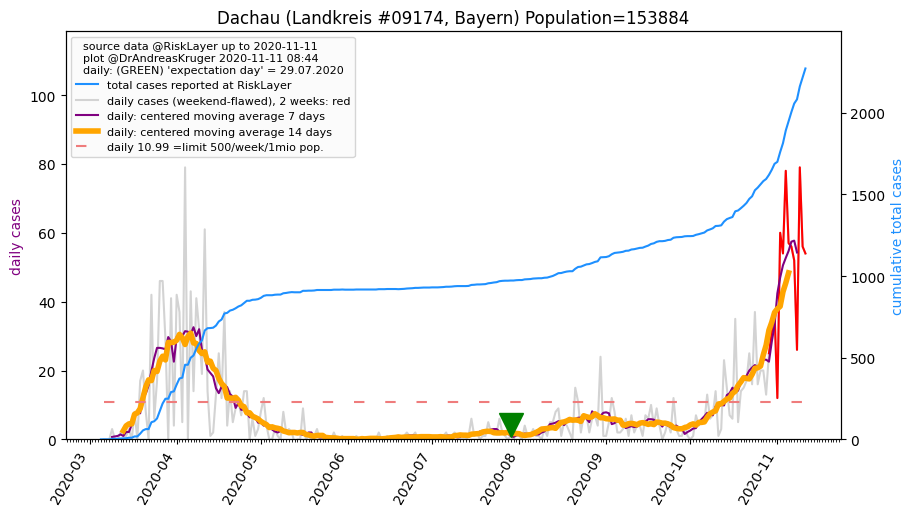 Dachau (Landkreis #09174, Bayern) Population=153884
source data @RiskLayer up to 2020-11-11
plot @DrAndreasKruger 2020-11-11 08:44
daily: (GREEN) 'expectation day' = 29.07.2020
total cases reported at RiskLayer
daily cases (weekend-flawed), 2 weeks: red
daily: centered moving average 7 days
daily: centered moving average 14 days
daily 10.99 =limit 500/week/1mio pop.
daily cases
100
80
60
40
20
0
cumulative total cases
2000
1500
1000
500
0
2020-03
2020-04
2020-05
2020-06
2020-07
2020-08
2020-09
2020-10
2020-11